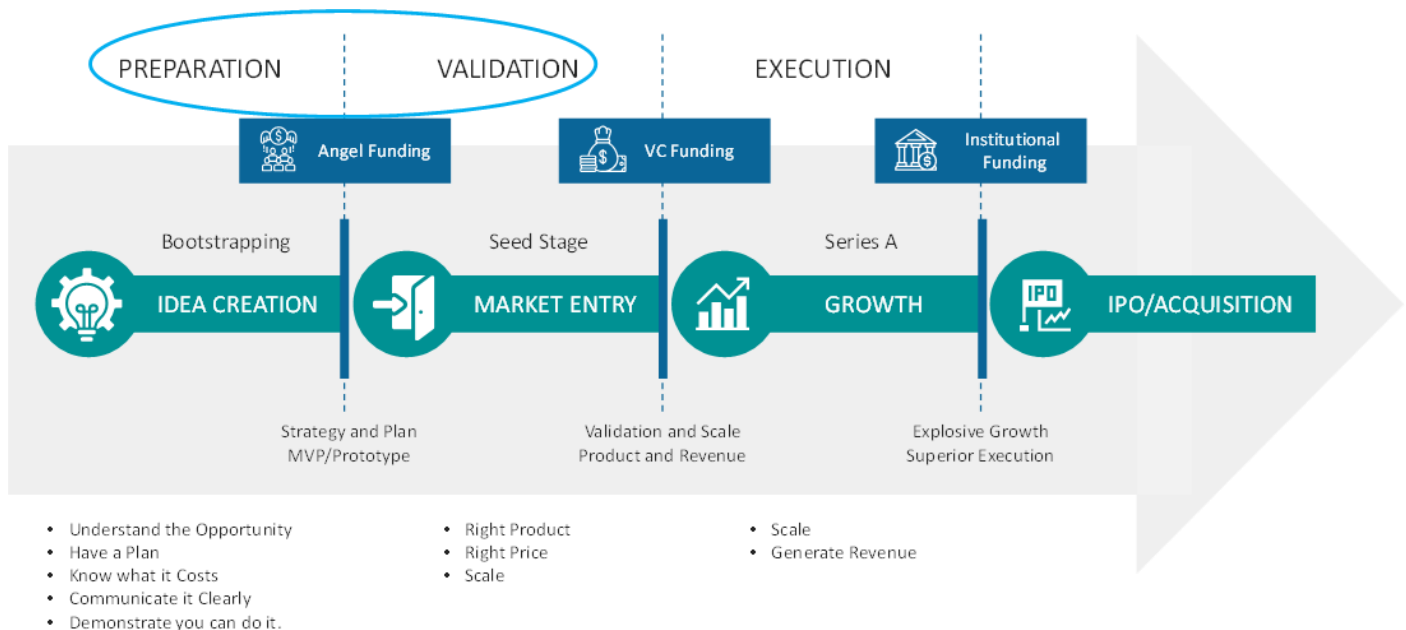 PREPARATION
VALIDATION
EXECUTION
Angel Funding
VC Funding
Institutional
Funding
Bootstrapping
Seed Stage
Series A
IDEA CREATION
MARKET ENTRY
GROWTH
IPO
IPO/ACQUISITION
Strategy and Plan
MVP/Prototype
Validation and Scale
Product and Revenue
Explosive Growth
Superior Execution
• Understand the Opportunity
• Have a Plan
• Know what it Costs
• Communicate it Clearly
• Demonstrate you can do it.
• Right Product
• Right Price
• Scale
• Scale
• Generate Revenue